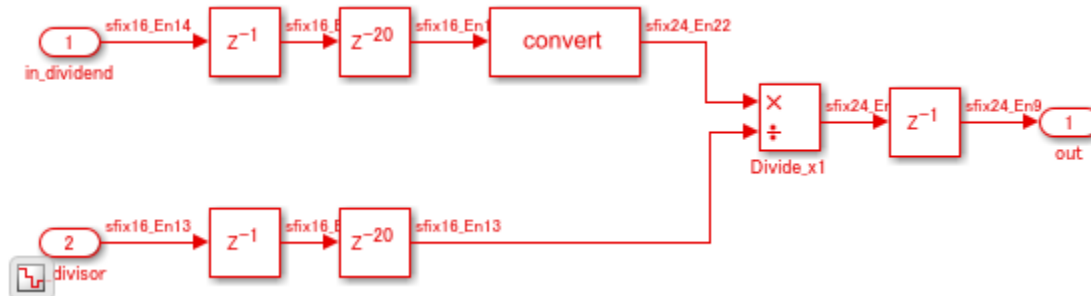 sfix16_En14
1
in_dividend
z-1
sfix16_E
z-20
sfix16_En1
convert
sfix24_En22
×
÷
Divide_x1
sfix24_En
z-1
sfix24_En9
1
out
sfix16_En13
2
_divisor
z-1
sfix16_E
z-20
sfix16_En13